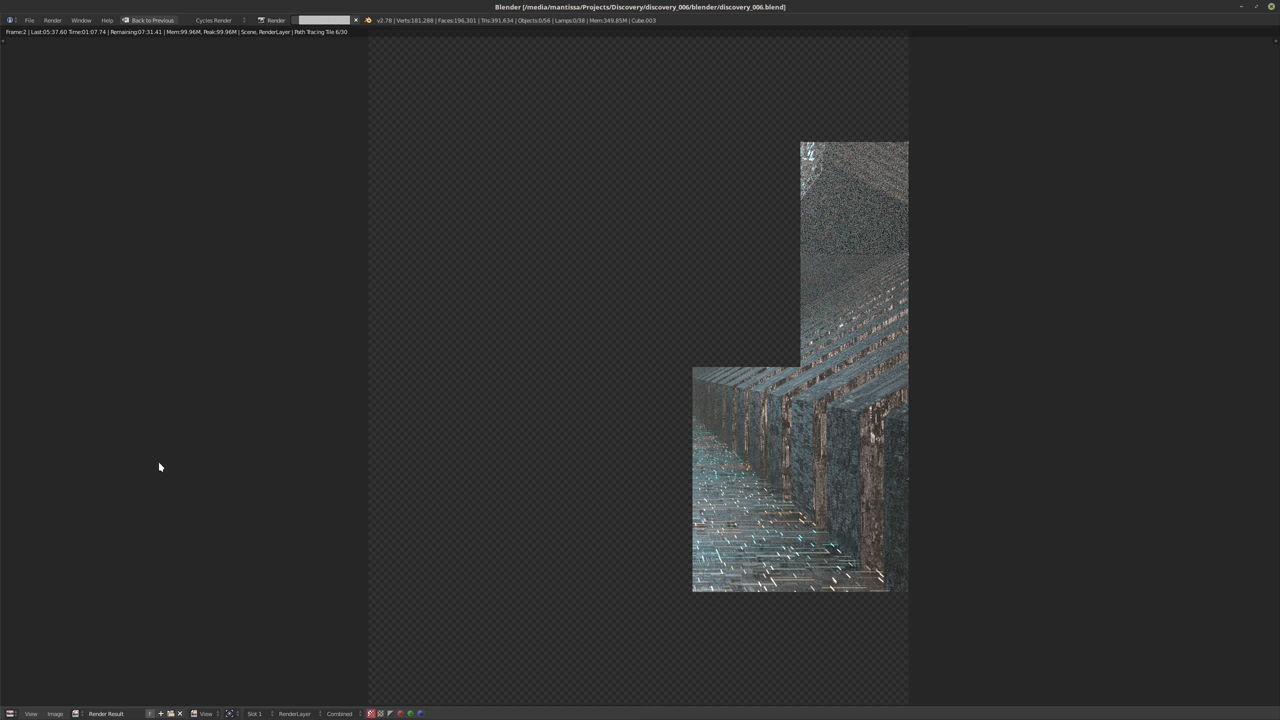 Blender [/media/mantissa/Projects/Discovery/discovery_006/blender/discovery_006.blend]
File Render Window Help Back to Previous Cycles Render Render v2.78 | Verts:181,288 | Faces:196,301 | Tris:391,634 | Objects:0/56 | Lamps:0/38 | Mem:349.85M | Cube.003
Frame:2 | Last:05:37.60 Time:01:07.74 | Remaining:07:31.41 | Mem:99.96M, Peak:99.96M | Scene, RenderLayer | Path Tracing Tile 6/30
View Image Render Result F View Slot 1 RenderLayer Combined